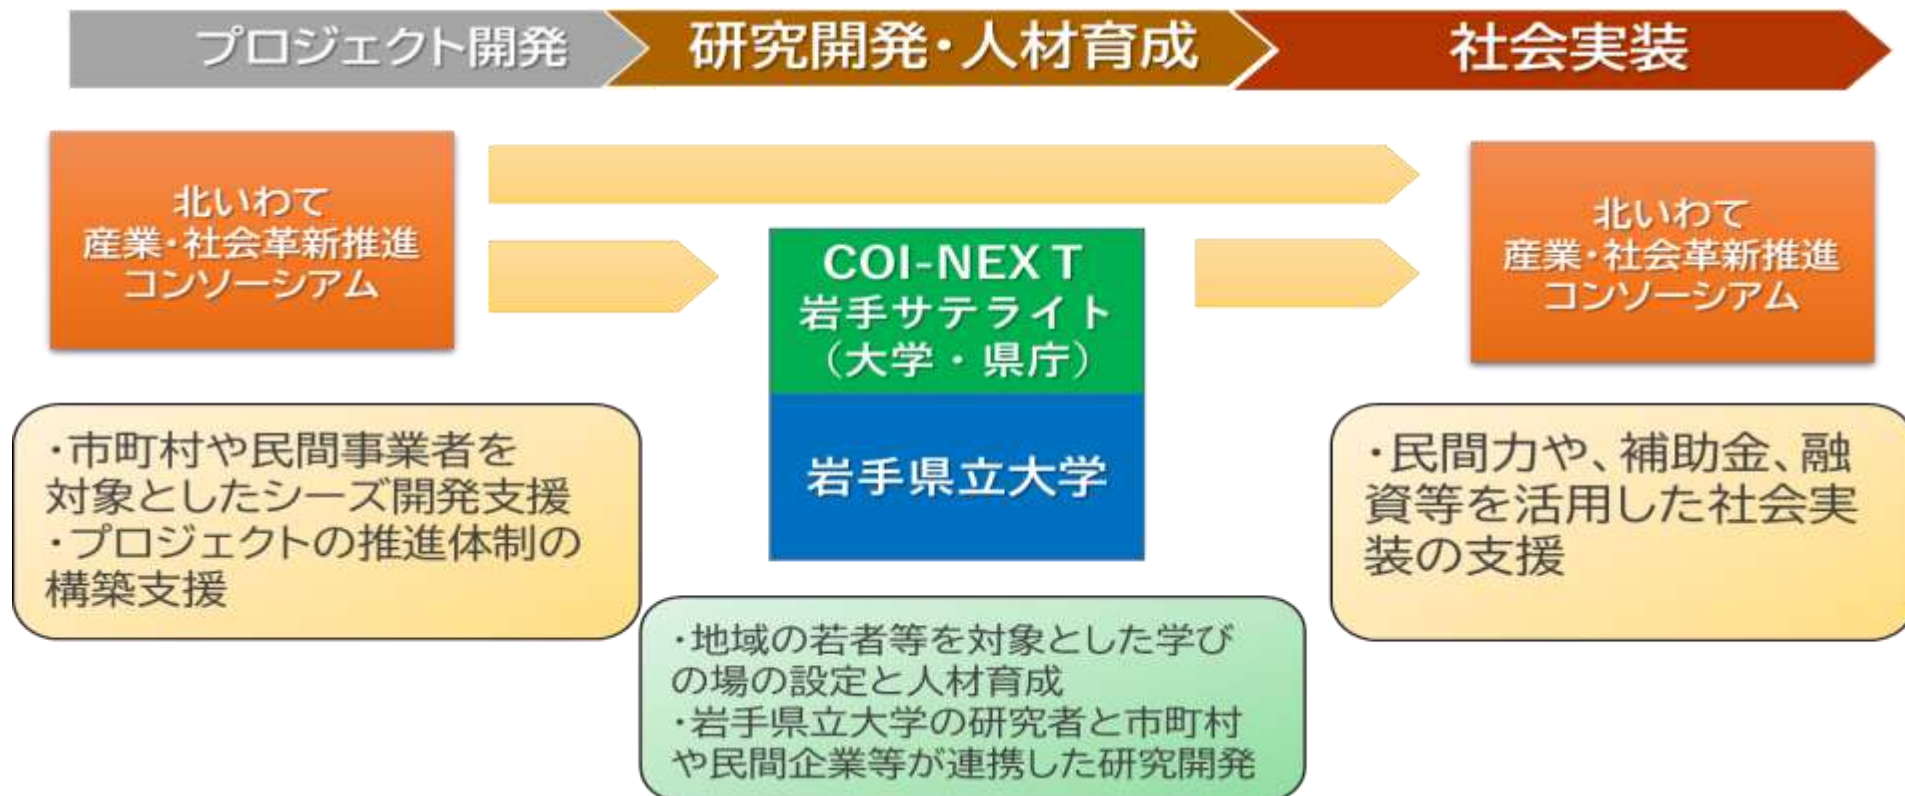 プロジェクト開発
研究開発・人材育成
社会実装
北いわて
産業・社会革新推進
コンソーシアム
COI-NEXT
岩手サテライト
（大学・県庁）
岩手県立大学
北いわて
産業・社会革新推進
コンソーシアム
・市町村や民間事業者を
対象としたシーズ開発支援
・プロジェクトの推進体制の
構築支援
・地域の若者等を対象とした学び
の場の設定と人材育成
・岩手県立大学の研究者と市町村
や民間企業等が連携した研究開発
・民間力や、補助金、融
資等を活用した社会実
装の支援